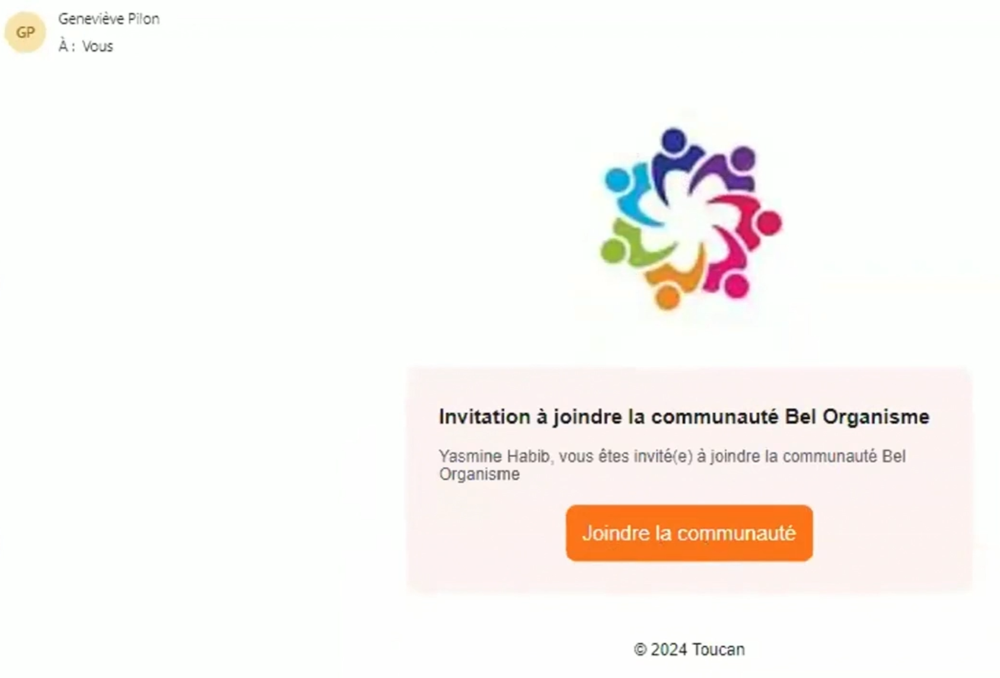 GP
Geneviève Pilon
À : Vous
Invitation à joindre la communauté Bel Organisme
Yasmine Habib, vous êtes invité(e) à joindre la communauté Bel
Organisme
Joindre la communauté
© 2024 Toucan